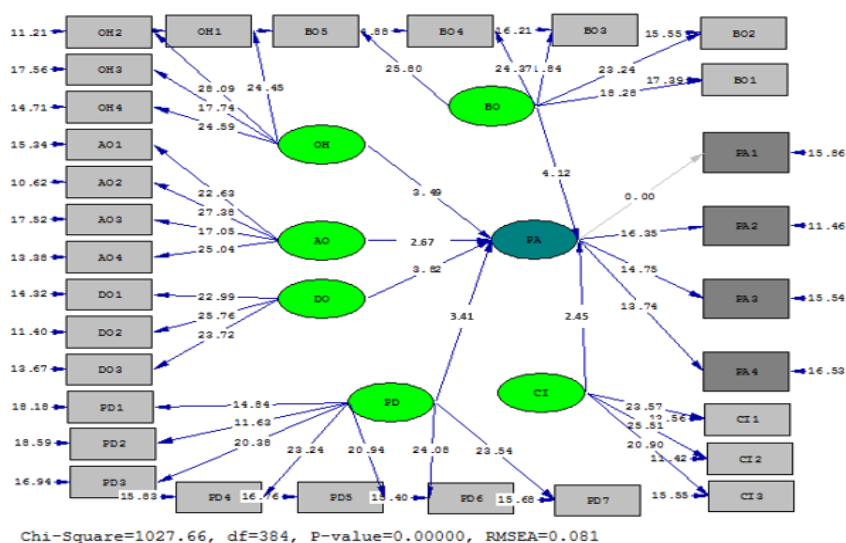 11.21 OH2 OH1 BO5 BO4 16.21 BO3 15.55 BO2
17.56 OH3
14.71 OH4
15.34 AO1
10.62 AO2
17.52 AO3
13.38 AO4
14.32 DO1
11.40 DO2
13.67 DO3
18.18 PD1
18.59 PD2
16.94 PD3
15.83 PD4 PD5 PD6 15.68 PD7
28.09 24.45
17.74
24.59
OH
22.63
27.38
17.05
25.04
AO
22.99
25.76
23.72
DO
14.84
11.63
20.38
23.24 20.94 24.08 23.54
PD
25.80 24.37 23.24
18.28 17.39 BO1
BO
4.12
3.49
2.67
3.82
3.41
2.45
PA
0.00 PA1 15.86
16.35 PA2 11.46
14.75 PA3 15.54
13.74 PA4 16.53
CI
23.57 CI1
25.51 CI2
20.90 15.55 CI3
Chi-Square=1027.66, df=384, P-value=0.00000, RMSEA=0.081